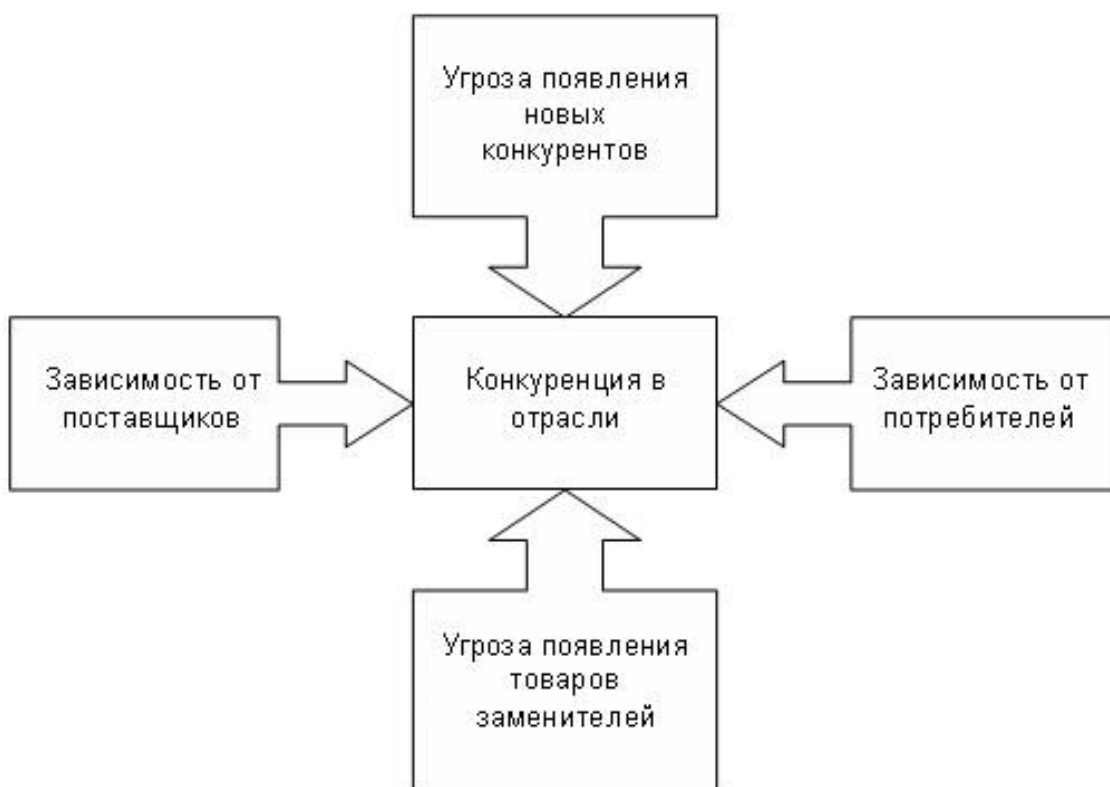 Угроза появления
новых
конкурентов
Зависимость от
поставщиков
Конкуренция в
отрасли
Зависимость от
потребителей
Угроза появления
товаров
заменителей